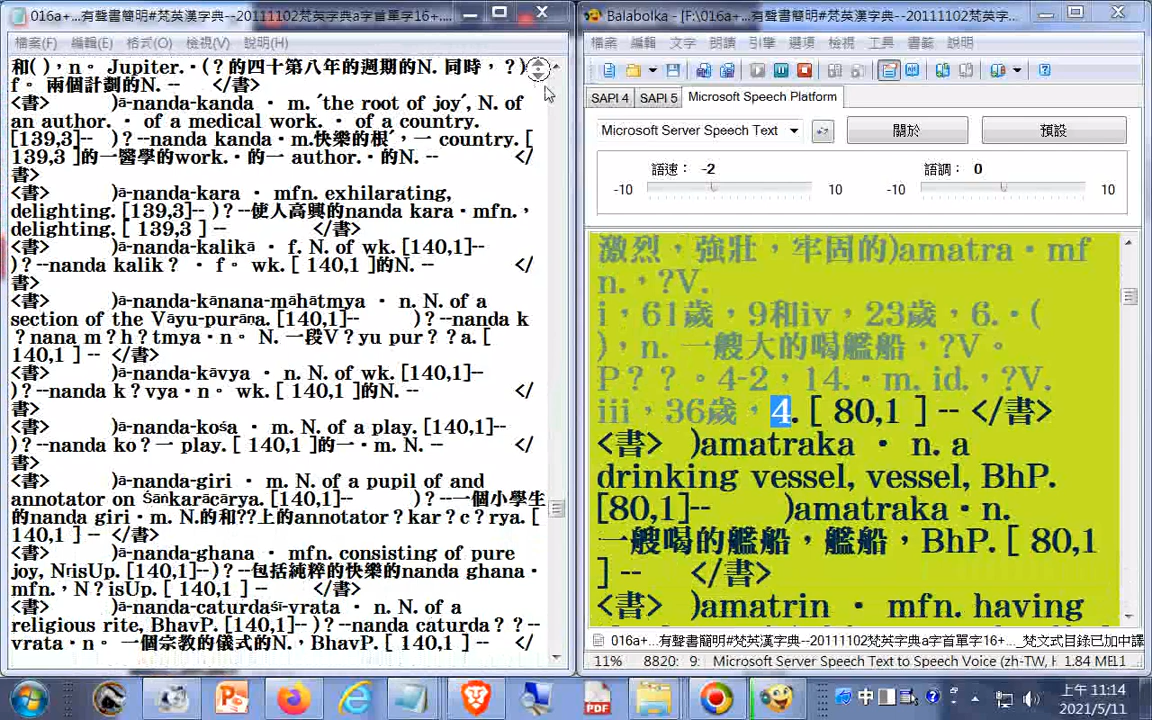 有聲書簡明#梵英漢字典--20111102梵英字典a字首單字16+...
檔案(F) 編輯(E) 格式(O) 檢視(V) 說明(H)
和( ),n。 Jupiter.‧(?的四十第八年的週期的N. 同時,?)
f。 兩個計劃的N. -- </書>
<書> )ā-nanda-kanda ‧ m. ´the root of joy´, N. of
an author. ‧ of a medical work. ‧ of a country.
[139,3]-- )?--nanda kanda‧m.快樂的根´,一 country. [
139,3 ]的一醫學的work.‧的一 author.‧的N. -- </
書>
<書> )ā-nanda-kara ‧ mfn. exhilarating,
delighting. [139,3]-- )?--使人高興的nanda kara‧mfn.,
delighting. [ 139,3 ] -- </書>
<書> )ā-nanda-kalikā ‧ f. N. of wk. [140,1]--
)?--nanda kalik? ‧ f。 wk. [ 140,1 ]的N. -- </
書>
<書> )ā-nanda-kānana-māhātmya ‧ n. N. of a
section of the Vāyu-purāna. [140,1]-- )?--nanda k
?nana m?h?tmya‧n。 N. 一段V?yu pur??a. [
140,1 ] -- </書>
<書> )ā-nanda-kāvya ‧ n. N. of wk. [140,1]--
)?--nanda k?vya‧n。 wk. [ 140,1 ]的N. -- </
書>
<書> )ā-nanda-kośa ‧ m. N. of a play. [140,1]--
)?--nanda ko?一 play. [ 140,1 ]的一‧m. N. -- </
書>
<書> )ā-nanda-giri ‧ m. N. of a pupil of and
annotator on Śaṅkarācārya. [140,1]-- )?--一個小學生
的nanda giri‧m. N.的和??上的annotator?kar?c?rya. [
140,1 ] -- </書>
<書> )ā-nanda-ghana ‧ mfn. consisting of pure
joy, NṛisUp. [140,1]--)?--包括純粹的快樂的nanda ghana‧
mfn.,N?isUp. [ 140,1 ] -- </書>
<書> )ā-nanda-caturdaśī-vrata ‧ n. N. of a
religious rite, BhavP. [140,1]--)?--nanda caturda??--
vrata‧n。 一個宗教的儀式的N.,BhavP. [ 140,1 ] -- </
Balabolka - [F:\016a+...有聲書簡明#梵英漢字典--20111102梵英字...
檔案 編輯 文字 朗讀 引擎 選項 檢視 工具 書籤 說明
SAPI 4 SAPI 5 Microsoft Speech Platform
Microsoft Server Speech Text 關於 預設
語速: -2 語調: 0
-10 10 -10 10
激烈,強壯,牢固的)amatra‧mf
n.,?V.
i,61歲,9和iv,23歲,6.‧(
),n. 一艘大的喝艦船,?V。
P??。4-2,14.‧m. id.,?V.
iii,36歲,4. [ 80,1 ] -- </書>
<書> )amatraka ‧ n. a
drinking vessel, vessel, BhP.
[80,1]-- )amatraka‧n.
一艘喝的艦船,艦船,BhP. [ 80,1
] -- </書>
<書> )amatrin ‧ mfn. having
016a+...有聲書簡明#梵英漢字典--20111102梵英字典a字首單字16+..._梵文式目錄已加中譯
11% 8820: 9: Microsoft Server Speech Text to Speech Voice (zh-TW, H 1.84 MB
中
上午 11:14
2021/5/11